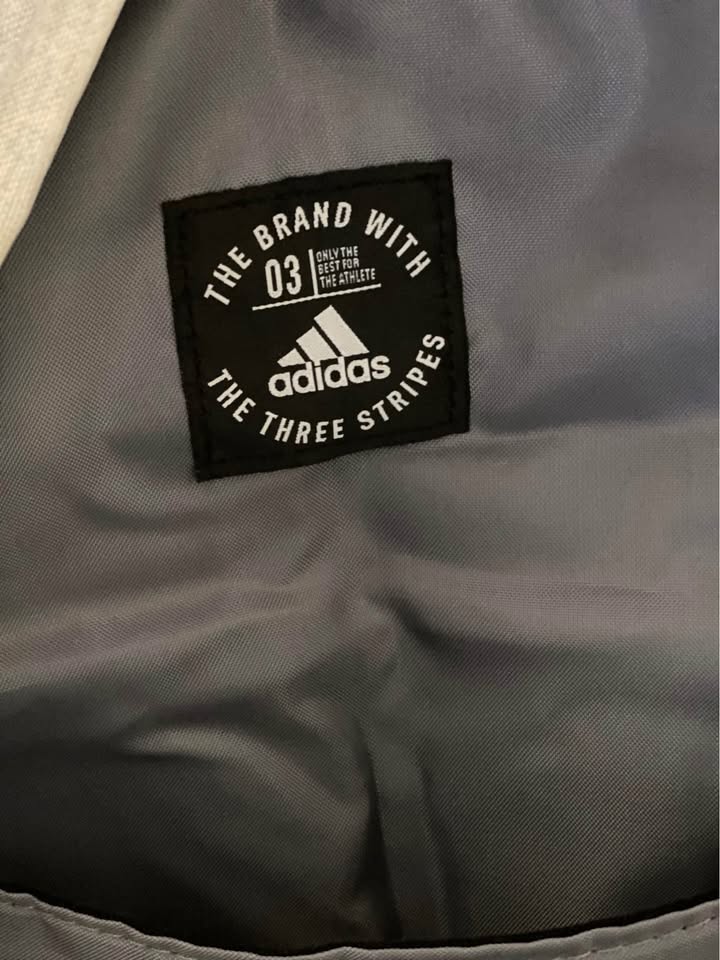 THE BRAND WITH
03
ONLY THE
BEST FOR
THE ATHLETE
adidas
THE THREE STRIPES